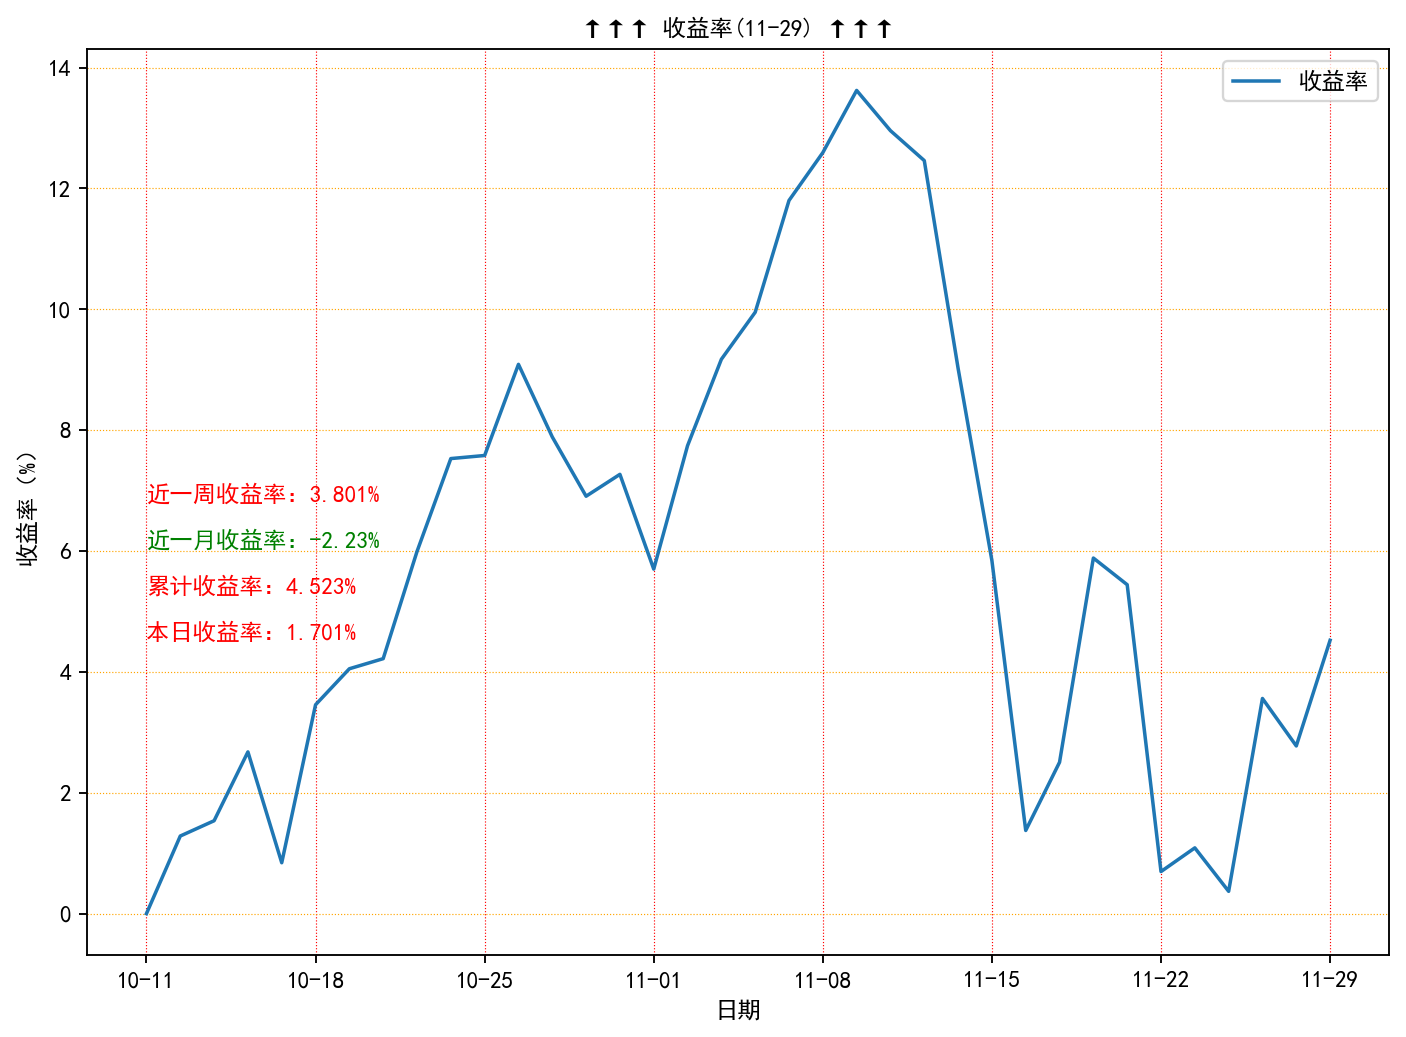 ↑↑↑ 收益率(11-29) ↑↑↑
收益率
14
12
10
8
6
4
2
0
收益率 (%)
近一周收益率：3.801%
近一月收益率：-2.23%
累计收益率：4.523%
本日收益率：1.701%
10-11 10-18 10-25 11-01 11-08 11-15 11-22 11-29
日期